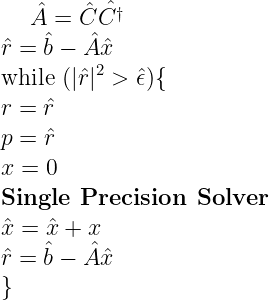 Â = ĈĈ†
r̂ = b̂ − Âx̂
while (|r̂|² > ϵ̂){
r = r̂
p = r̂
x = 0
Single Precision Solver
x̂ = x̂ + x
r̂ = b̂ − Âx̂
}